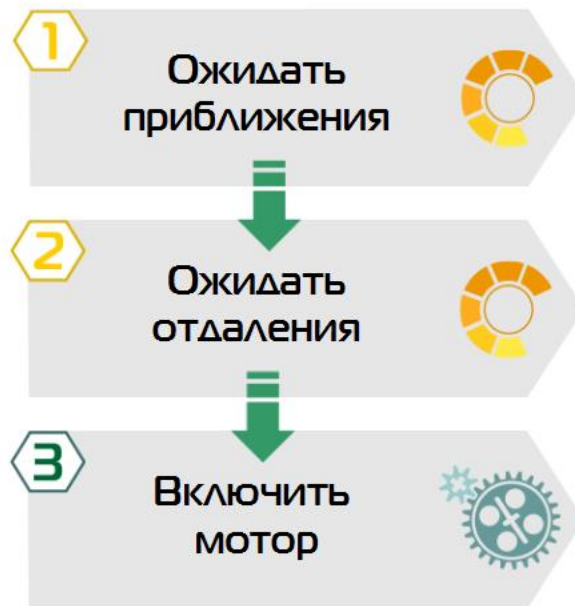 1
Ожидать
приближения
2
Ожидать
отдаления
3
Включить
мотор